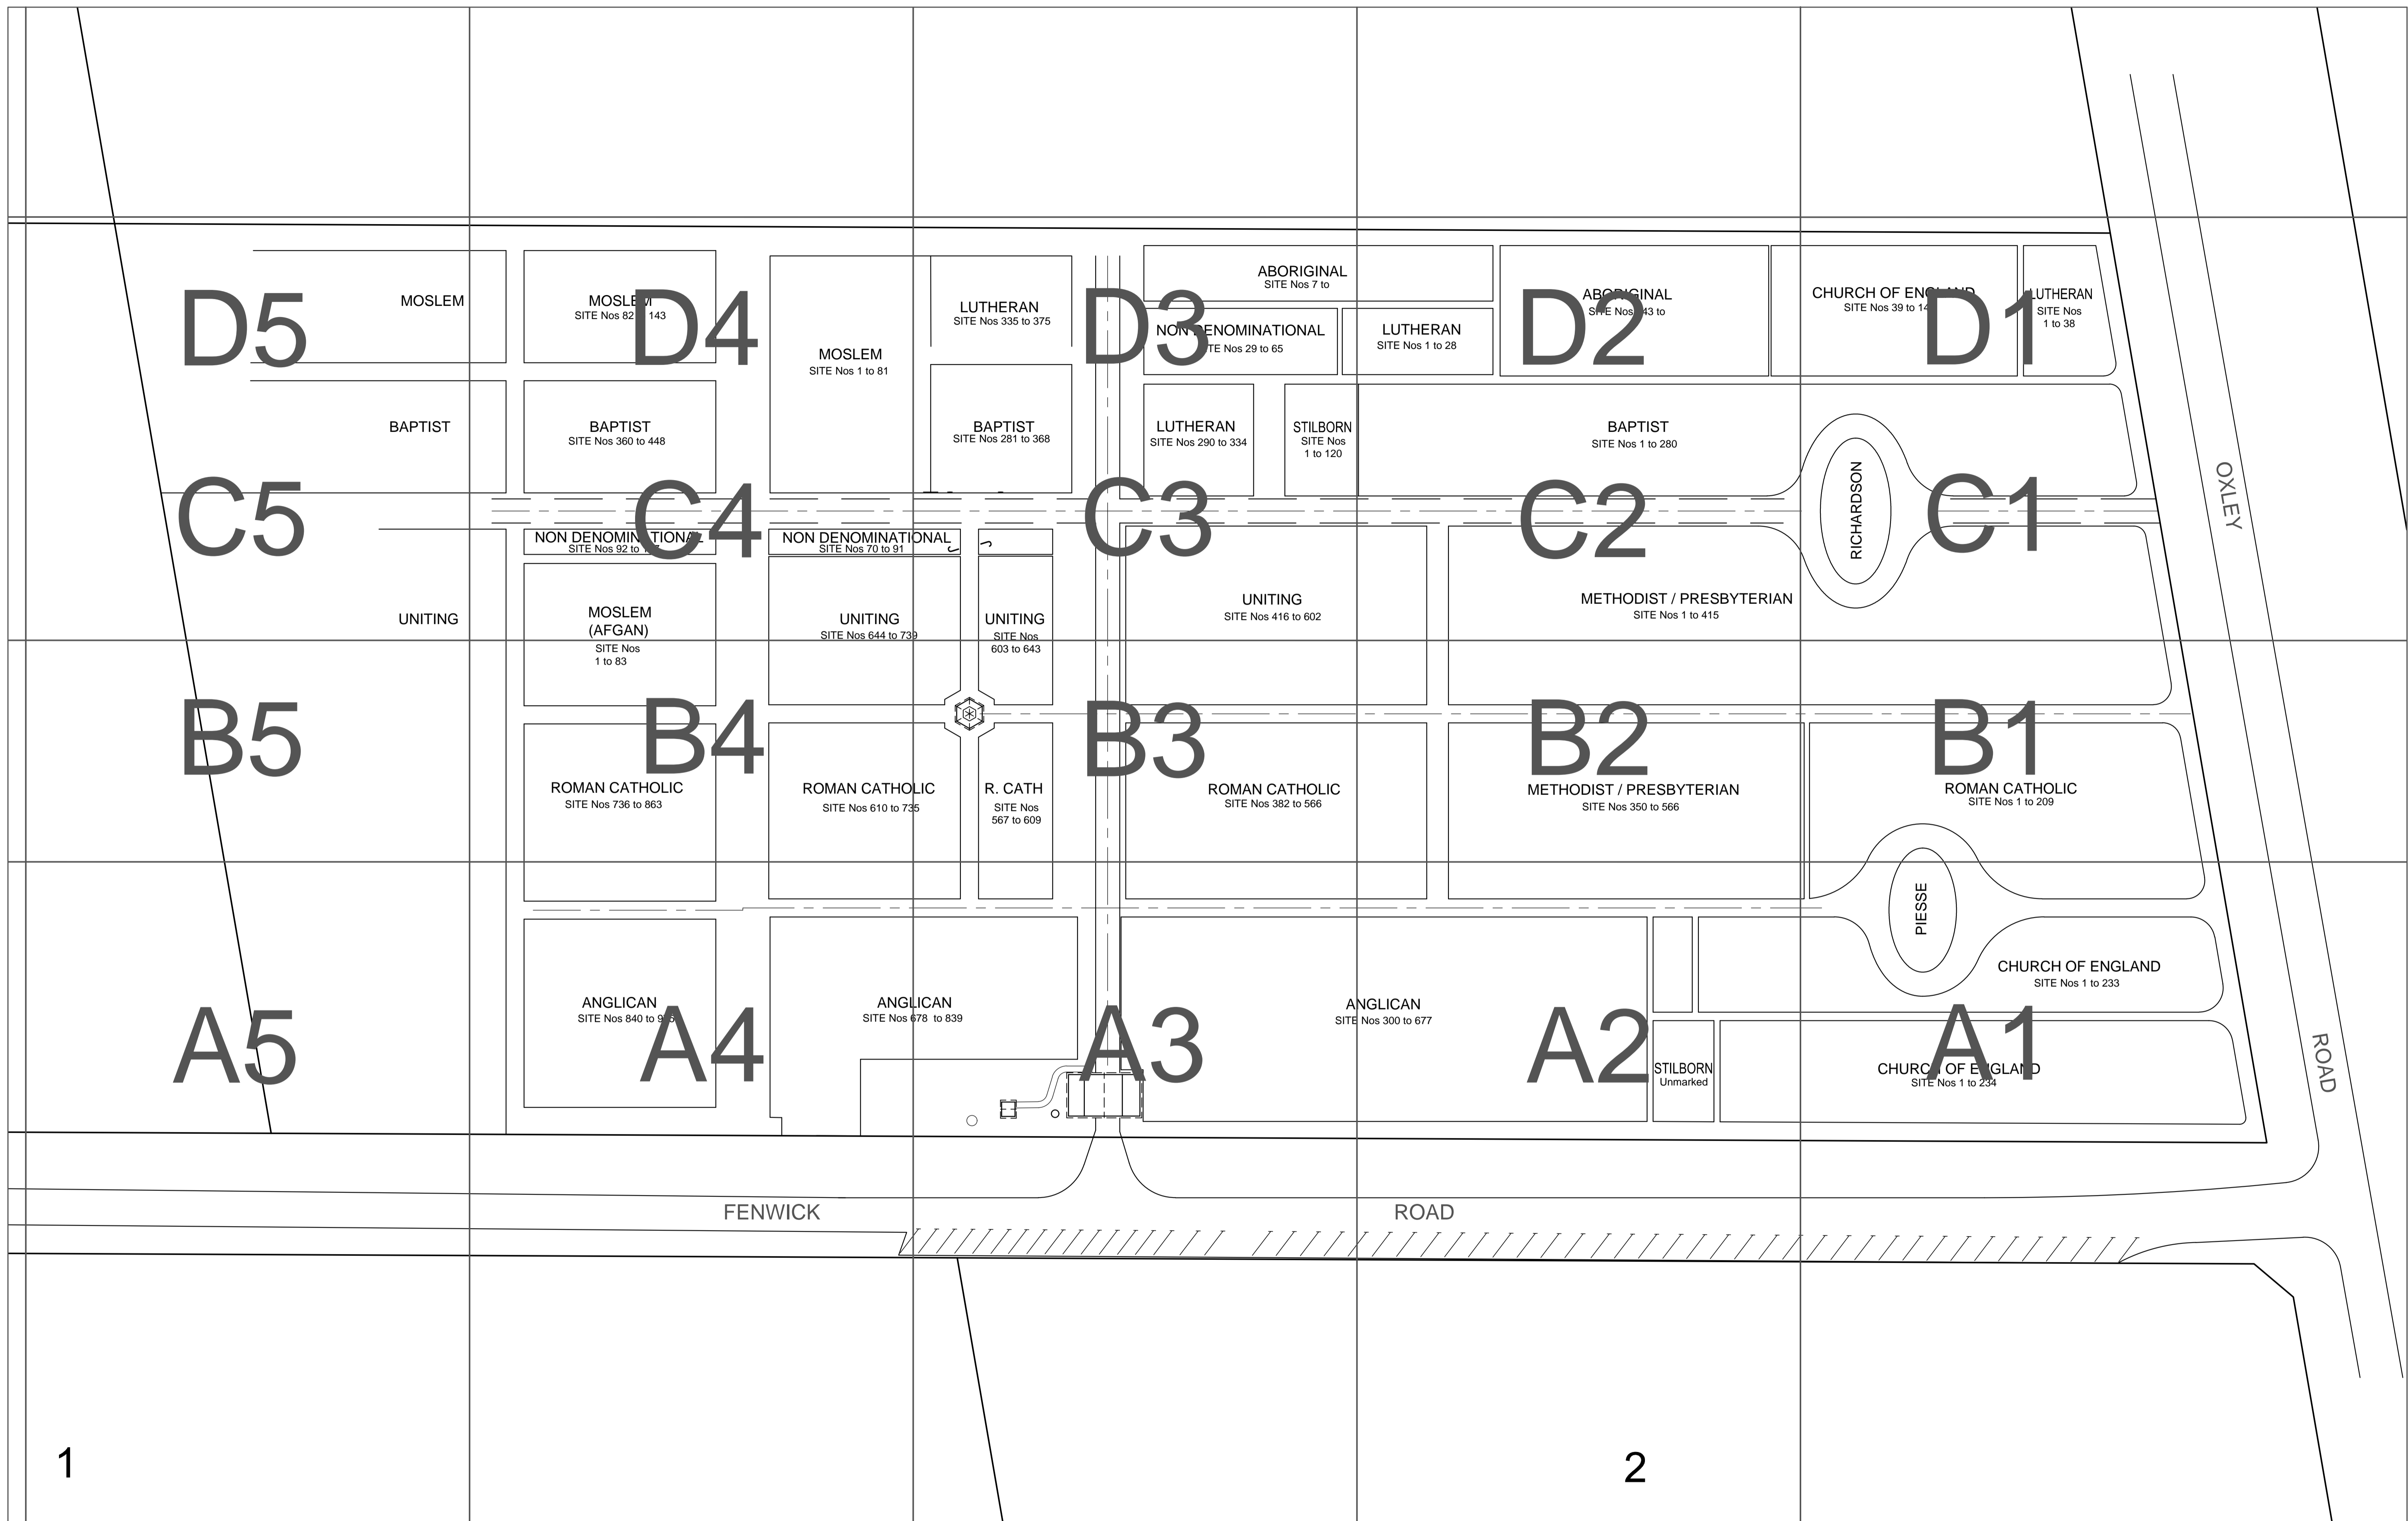 ABORIGINAL
SITE Nos 7 to
D5
MOSLEM
MOSLEM
SITE Nos 82 143
D4
MOSLEM
SITE Nos 1 to 81
LUTHERAN
SITE Nos 335 to 375
D3
NON DENOMINATIONAL
SITE Nos 29 to 65
LUTHERAN
SITE Nos 1 to 28
ABORIGINAL
SITE Nos 43 to
D2
CHURCH OF ENGLAND
SITE Nos 39 to
D1
LUTHERAN
SITE Nos
1 to 38
BAPTIST
BAPTIST
SITE Nos 360 to 448
BAPTIST
SITE Nos 281 to 368
LUTHERAN
SITE Nos 290 to 334
STILBORN
SITE Nos
1 to 120
BAPTIST
SITE Nos 1 to 280
RICHARDSON
OXLEY
C5
C4
C3
C2
C1
NON DENOMINATIONAL
SITE Nos 92 to
NON DENOMINATIONAL
SITE Nos 70 to 91
UNITING
MOSLEM
(AFGAN)
SITE Nos
1 to 83
UNITING
SITE Nos 644 to 739
UNITING
SITE Nos
603 to 643
UNITING
SITE Nos 416 to 602
METHODIST / PRESBYTERIAN
SITE Nos 1 to 415
B5
B4
B3
B2
B1
ROMAN CATHOLIC
SITE Nos 736 to 863
ROMAN CATHOLIC
SITE Nos 610 to 735
R. CATH
SITE Nos
567 to 609
ROMAN CATHOLIC
SITE Nos 382 to 566
METHODIST / PRESBYTERIAN
SITE Nos 350 to 566
ROMAN CATHOLIC
SITE Nos 1 to 209
PIESSE
CHURCH OF ENGLAND
SITE Nos 1 to 233
A5
ANGLICAN
SITE Nos 840 to
A4
ANGLICAN
SITE Nos 678 to 839
A3
ANGLICAN
SITE Nos 300 to 677
A2
STILBORN
Unmarked
A1
CHURCH OF ENGLAND
SITE Nos 1 to 234
ROAD
FENWICK
ROAD
1
2